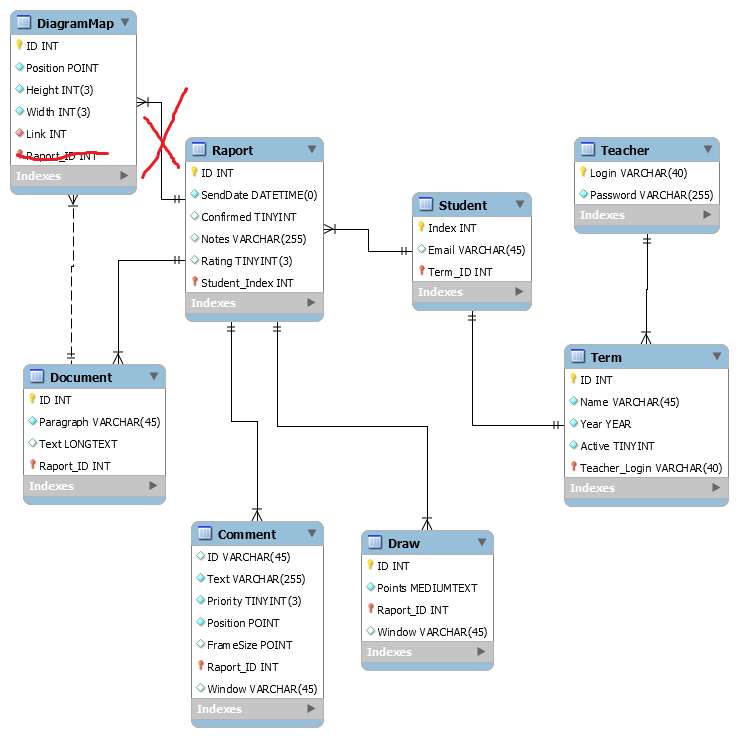 DiagramMap
ID INT
Position POINT
Height INT(3)
Width INT(3)
Link INT
Raport_ID INT
Indexes
Raport
ID INT
SendDate DATETIME(0)
Confirmed TINYINT
Notes VARCHAR(255)
Rating TINYINT(3)
Student_Index INT
Indexes
Student
Index INT
Email VARCHAR(45)
Term_ID INT
Indexes
Teacher
Login VARCHAR(40)
Password VARCHAR(255)
Indexes
Document
ID INT
Paragraph VARCHAR(45)
Text LONGTEXT
Raport_ID INT
Indexes
Term
ID INT
Name VARCHAR(45)
Year YEAR
Active TINYINT
Teacher_Login VARCHAR(40)
Indexes
Comment
ID VARCHAR(45)
Text VARCHAR(255)
Priority TINYINT(3)
Position POINT
FrameSize POINT
Raport_ID INT
Window VARCHAR(45)
Indexes
Draw
ID INT
Points MEDIUMTEXT
Raport_ID INT
Window VARCHAR(45)
Indexes